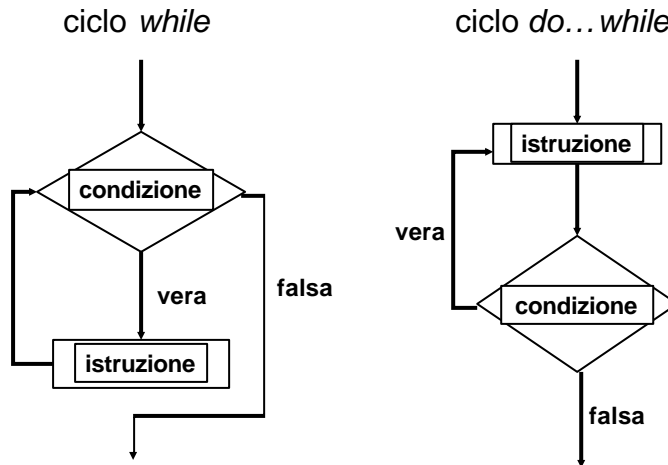 ciclo while
condizione
vera
falsa
istruzione
ciclo do…while
istruzione
vera
condizione
falsa